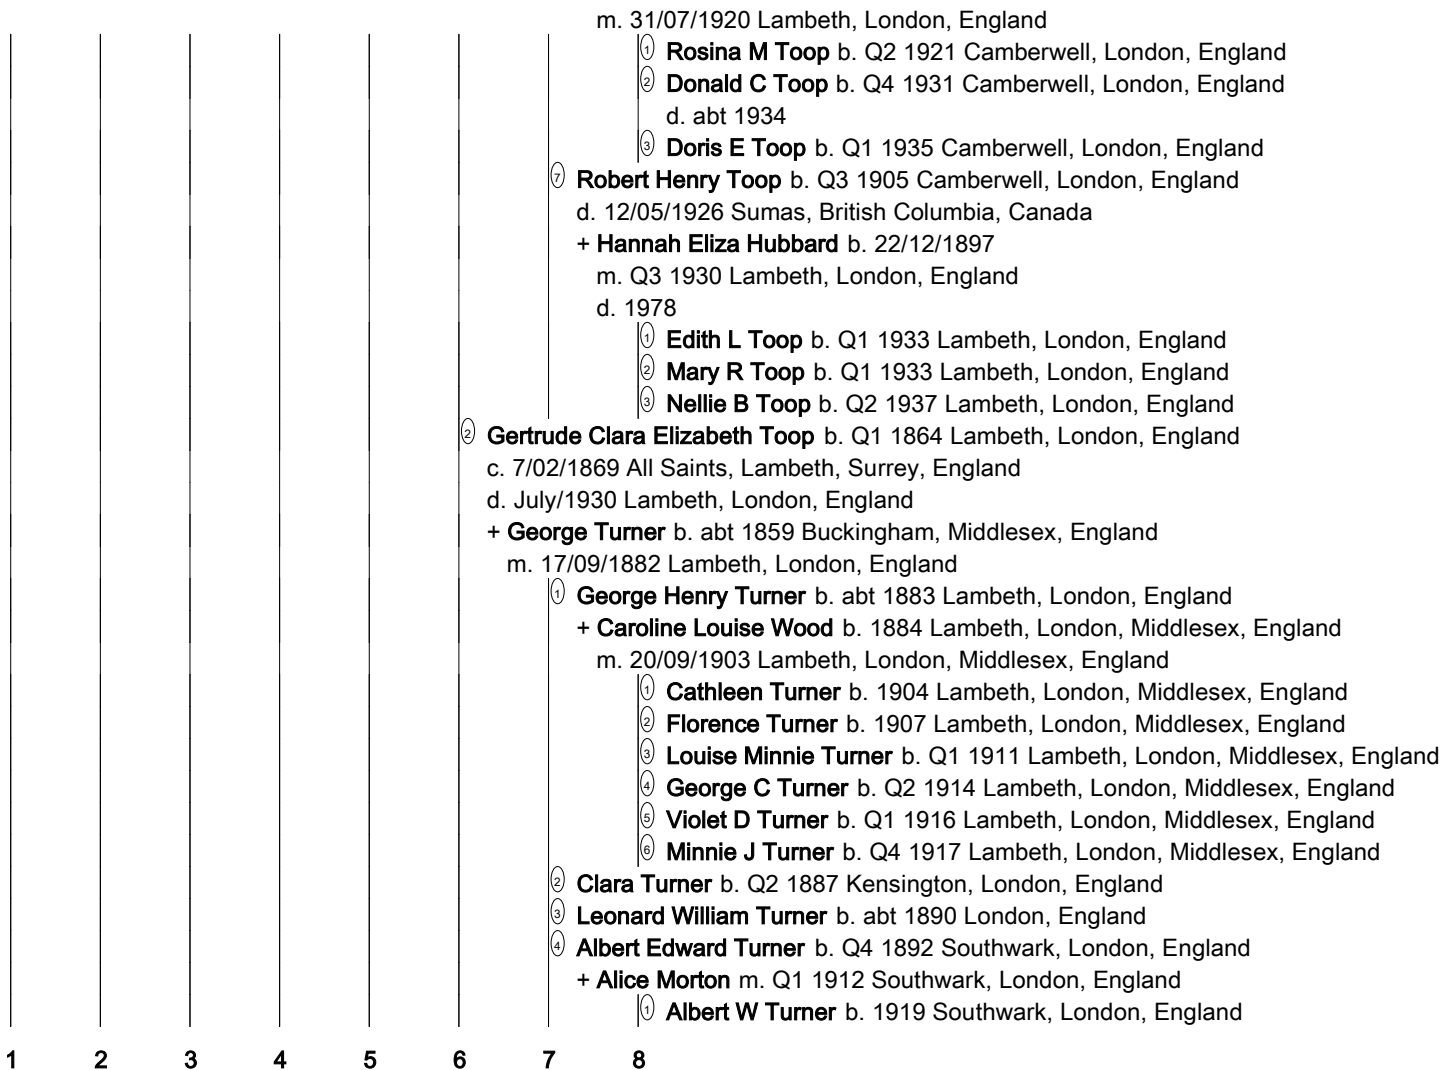 m. 31/07/1920 Lambeth, London, England
1 Rosina M Toop b. Q2 1921 Camberwell, London, England
2 Donald C Toop b. Q4 1931 Camberwell, London, England
d. abt 1934
3 Doris E Toop b. Q1 1935 Camberwell, London, England
7 Robert Henry Toop b. Q3 1905 Camberwell, London, England
d. 12/05/1926 Sumas, British Columbia, Canada
+ Hannah Eliza Hubbard b. 22/12/1897
m. Q3 1930 Lambeth, London, England
d. 1978
1 Edith L Toop b. Q1 1933 Lambeth, London, England
2 Mary R Toop b. Q1 1933 Lambeth, London, England
3 Nellie B Toop b. Q2 1937 Lambeth, London, England
2 Gertrude Clara Elizabeth Toop b. Q1 1864 Lambeth, London, England
c. 7/02/1869 All Saints, Lambeth, Surrey, England
d. July/1930 Lambeth, London, England
+ George Turner b. abt 1859 Buckingham, Middlesex, England
m. 17/09/1882 Lambeth, London, England
1 George Henry Turner b. abt 1883 Lambeth, London, England
+ Caroline Louise Wood b. 1884 Lambeth, London, Middlesex, England
m. 20/09/1903 Lambeth, London, Middlesex, England
1 Cathleen Turner b. 1904 Lambeth, London, Middlesex, England
2 Florence Turner b. 1907 Lambeth, London, Middlesex, England
3 Louise Minnie Turner b. Q1 1911 Lambeth, London, Middlesex, England
4 George C Turner b. Q2 1914 Lambeth, London, Middlesex, England
5 Violet D Turner b. Q1 1916 Lambeth, London, Middlesex, England
6 Minnie J Turner b. Q4 1917 Lambeth, London, Middlesex, England
2 Clara Turner b. Q2 1887 Kensington, London, England
3 Leonard William Turner b. abt 1890 London, England
4 Albert Edward Turner b. Q4 1892 Southwark, London, England
+ Alice Morton m. Q1 1912 Southwark, London, England
1 Albert W Turner b. 1919 Southwark, London, England
1 2 3 4 5 6 7 8